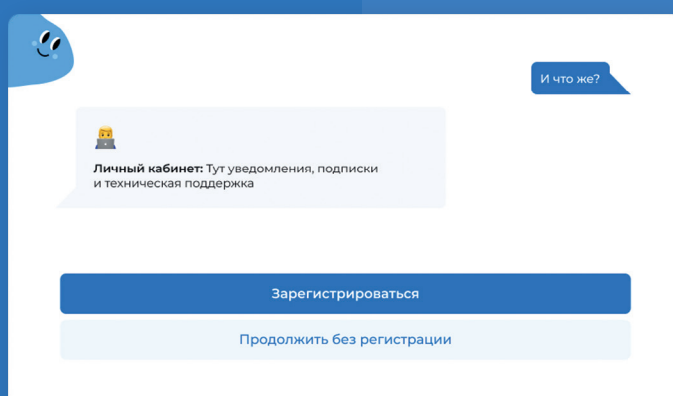 И что же?
Личный кабинет: Тут уведомления, подписки
и техническая поддержка
Зарегистрироваться
Продолжить без регистрации